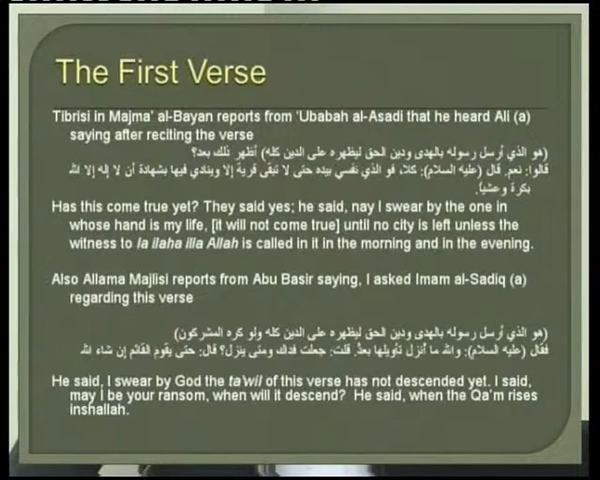 The First Verse
Tibrisi in Majma' al-Bayan reports from 'Ubabah al-Asadi that he heard Ali (a)
saying after reciting the verse
(هو الذي أرسل رسوله بالهدى ودين الحق ليظهره على الدين كله) أظهر ذلك بعد؟
قالوا: نعم. قال (عليه السلام): كلا، فو الذي نفسي بيده حتى لا تبقى قرية إلا وينادي فيها بشهادة أن لا إله إلا الله
بكرة وعشياً.
Has this come true yet? They said yes; he said, nay I swear by the one in
whose hand is my life, [it will not come true] until no city is left unless the
witness to la ilaha illa Allah is called in it in the morning and in the evening.
Also Allama Majlisi reports from Abu Basir saying, I asked Imam al-Sadiq (a)
regarding this verse
(هو الذي أرسل رسوله بالهدى ودين الحق ليظهره على الدين كله ولو كره المشركون)
فقال (عليه السلام): والله ما أنزل تأويلها بعدُ. قلت: جعلت فداك ومتى ينزل؟ قال: حتى يقوم القائم إن شاء الله
He said, I swear by God the ta'wil of this verse has not descended yet. I said,
may I be your ransom, when will it descend? He said, when the Qa'm rises
inshallah.